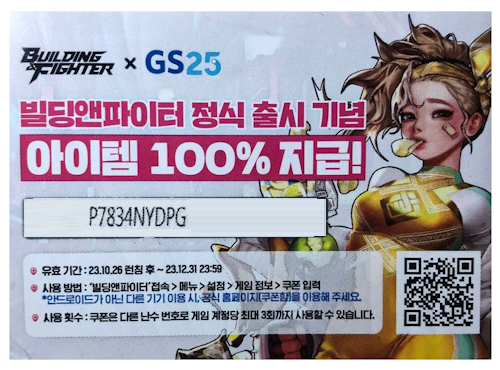 BUILDING & FIGHTER × GS25
빌딩앤파이터 정식 출시 기념
아이템 100% 지급!
P7834NYDPG
유효 기간 : 23.10.26 런칭 후 ~ 23.12.31 23:59
사용 방법 : '빌딩앤파이터' 접속 > 메뉴 > 설정 > 게임 정보 > 쿠폰 입력
*안드로이드가 아닌 다른 기기 이용 시, 공식 홈페이지(쿠폰함)을 이용해 주세요.
사용 횟수 : 쿠폰은 다른 난수 번호로 게임 계정당 최대 3회까지 사용할 수 있습니다.